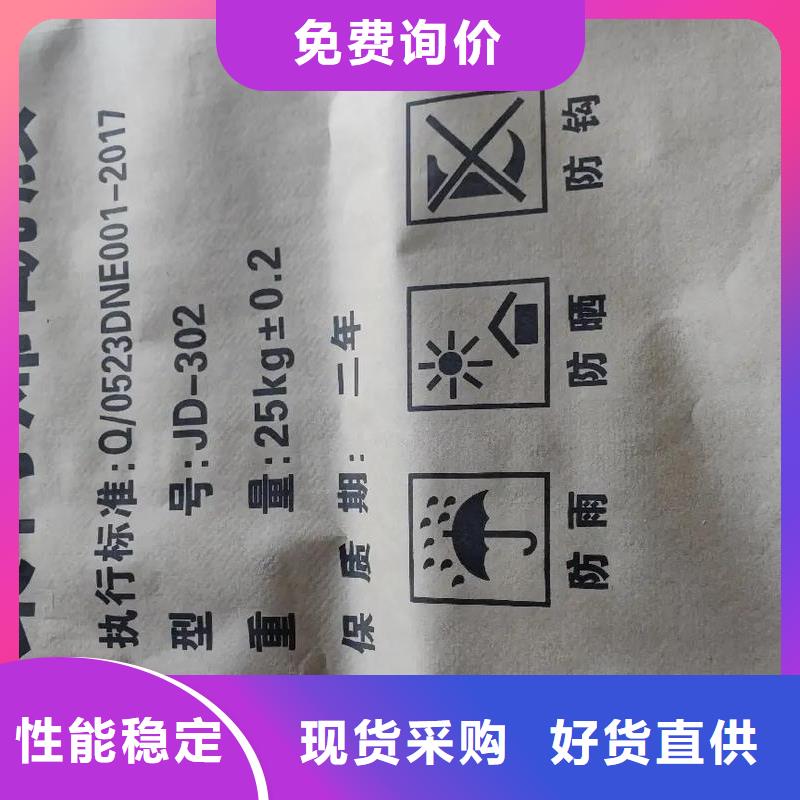 免费询价
执行标准:Q/0523DNE001-2017
型 号:JD-302
重 量:25kg±0.2
保 质 期: 二年
防雨
防晒
防钩
性能稳定 现货采购 好货直供